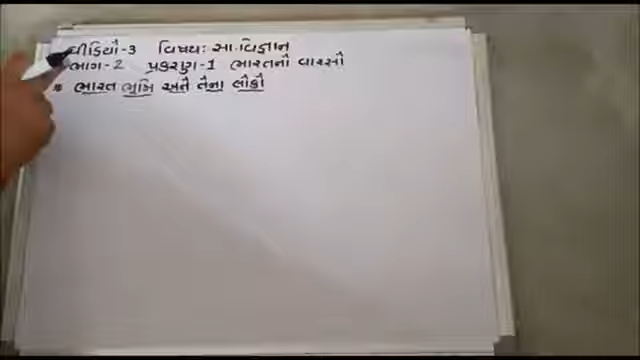 વીડિયો-3 વિષય: સા.વિજ્ઞાન
ભાગ-2 પ્રકરણ-1 ભારતનો વારસો
* ભારત ભુમિ અને તેના લોકો